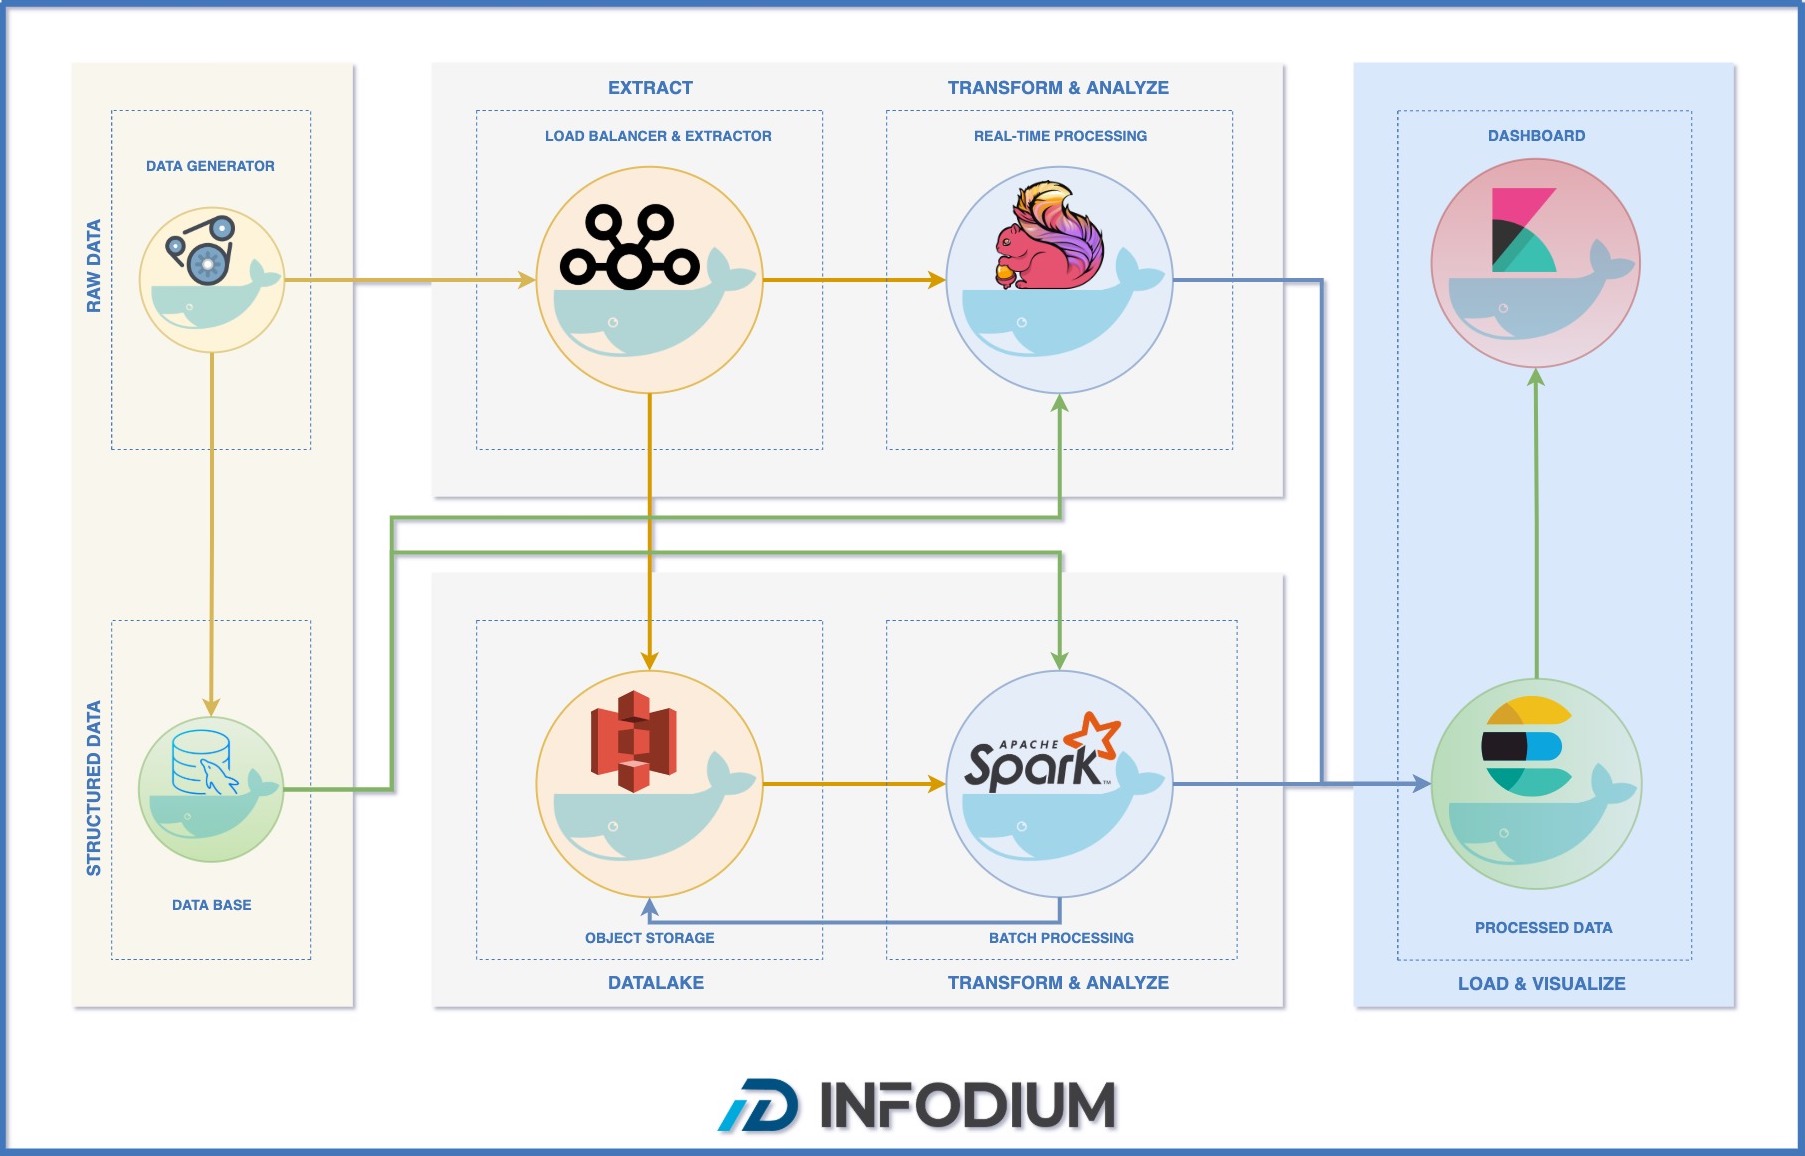 EXTRACT
TRANSFORM & ANALYZE
LOAD BALANCER & EXTRACTOR
REAL-TIME PROCESSING
DASHBOARD
DATA GENERATOR
RAW DATA
STRUCTURED DATA
DATA BASE
APACHE
Spark™
OBJECT STORAGE
BATCH PROCESSING
PROCESSED DATA
DATALAKE
TRANSFORM & ANALYZE
LOAD & VISUALIZE
INFODIUM